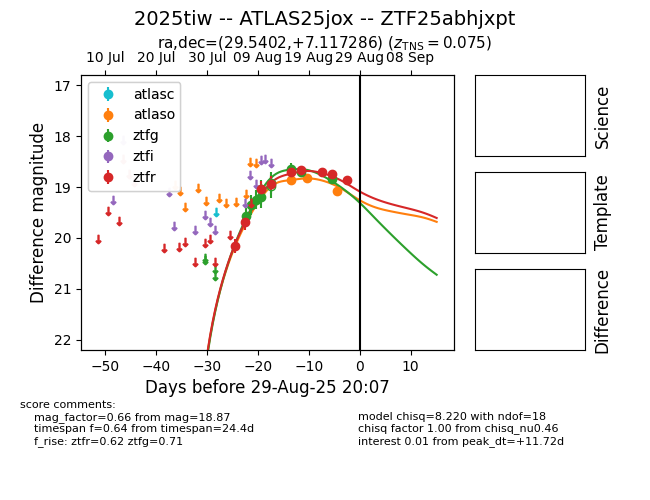 2025tiw -- ATLAS25jox -- ZTF25abhjxpt
ra,dec=(29.5402,+7.117286) (z_TNS = 0.075)
10 Jul 20 Jul 30 Jul 09 Aug 19 Aug 29 Aug 08 Sep
atlasc
atlaso
ztfg
ztfi
ztfr
17
18
19
20
21
22
Difference magnitude
−50 −40 −30 −20 −10 0 10
Days before 29-Aug-25 20:07
Science
Template
Difference
score comments:
mag_factor=0.66 from mag=18.87
timespan f=0.64 from timespan=24.4d
f_rise: ztfr=0.62 ztfg=0.71
model chisq=8.220 with ndof=18
chisq factor 1.00 from chisq_nu0.46
interest 0.01 from peak_dt=+11.72d